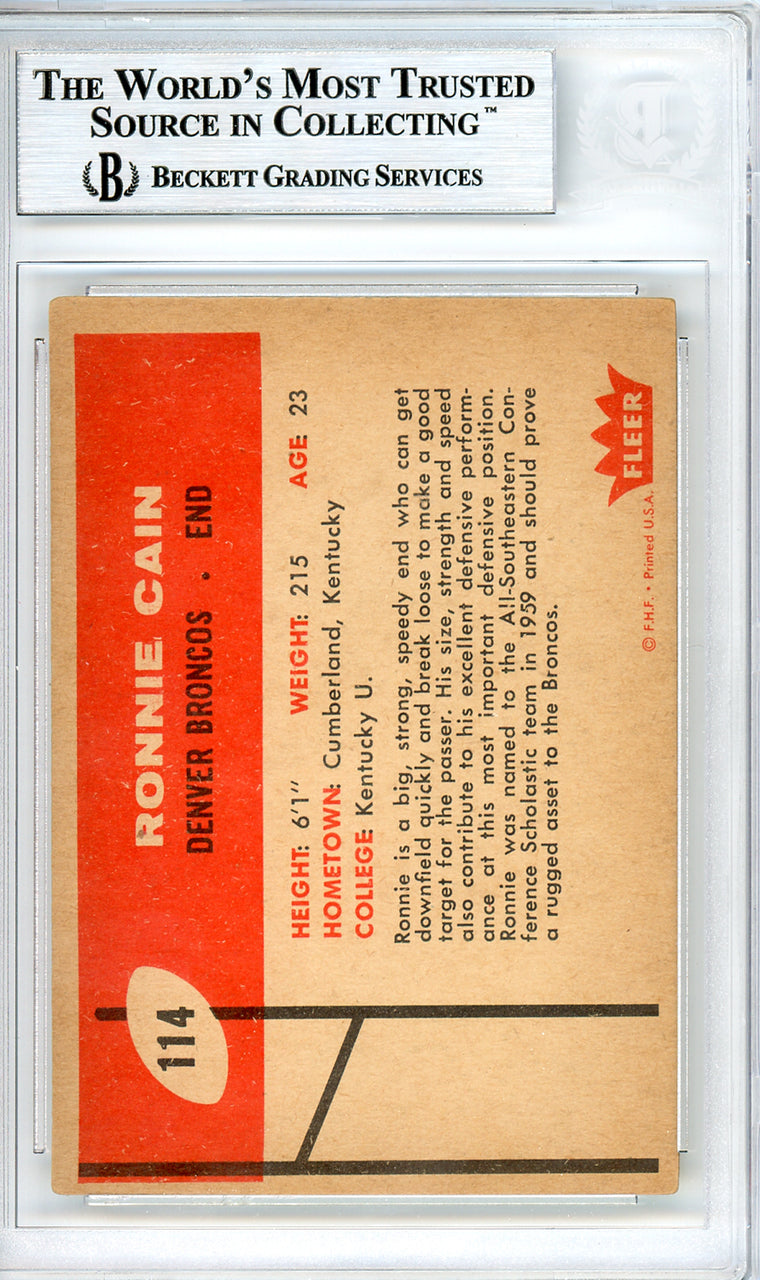 THE WORLD'S MOST TRUSTED
SOURCE IN COLLECTING™
B BECKETT GRADING SERVICES
114
RONNIE CAIN
DENVER BRONCOS • END
HEIGHT: 6'1" WEIGHT: 215 AGE: 23
HOMETOWN: Cumberland, Kentucky
COLLEGE: Kentucky U.
Ronnie is a big, strong, speedy end who can get
downfield quickly and break loose to make a good
target for the passer. His size, strength and speed
also contribute to his excellent defensive perform-
ance at this most important defensive position.
Ronnie was named to the All-Southeastern Con-
ference Scholastic team in 1959 and should prove
a rugged asset to the Broncos.
© F.H.F. • Printed U.S.A.
FLEER